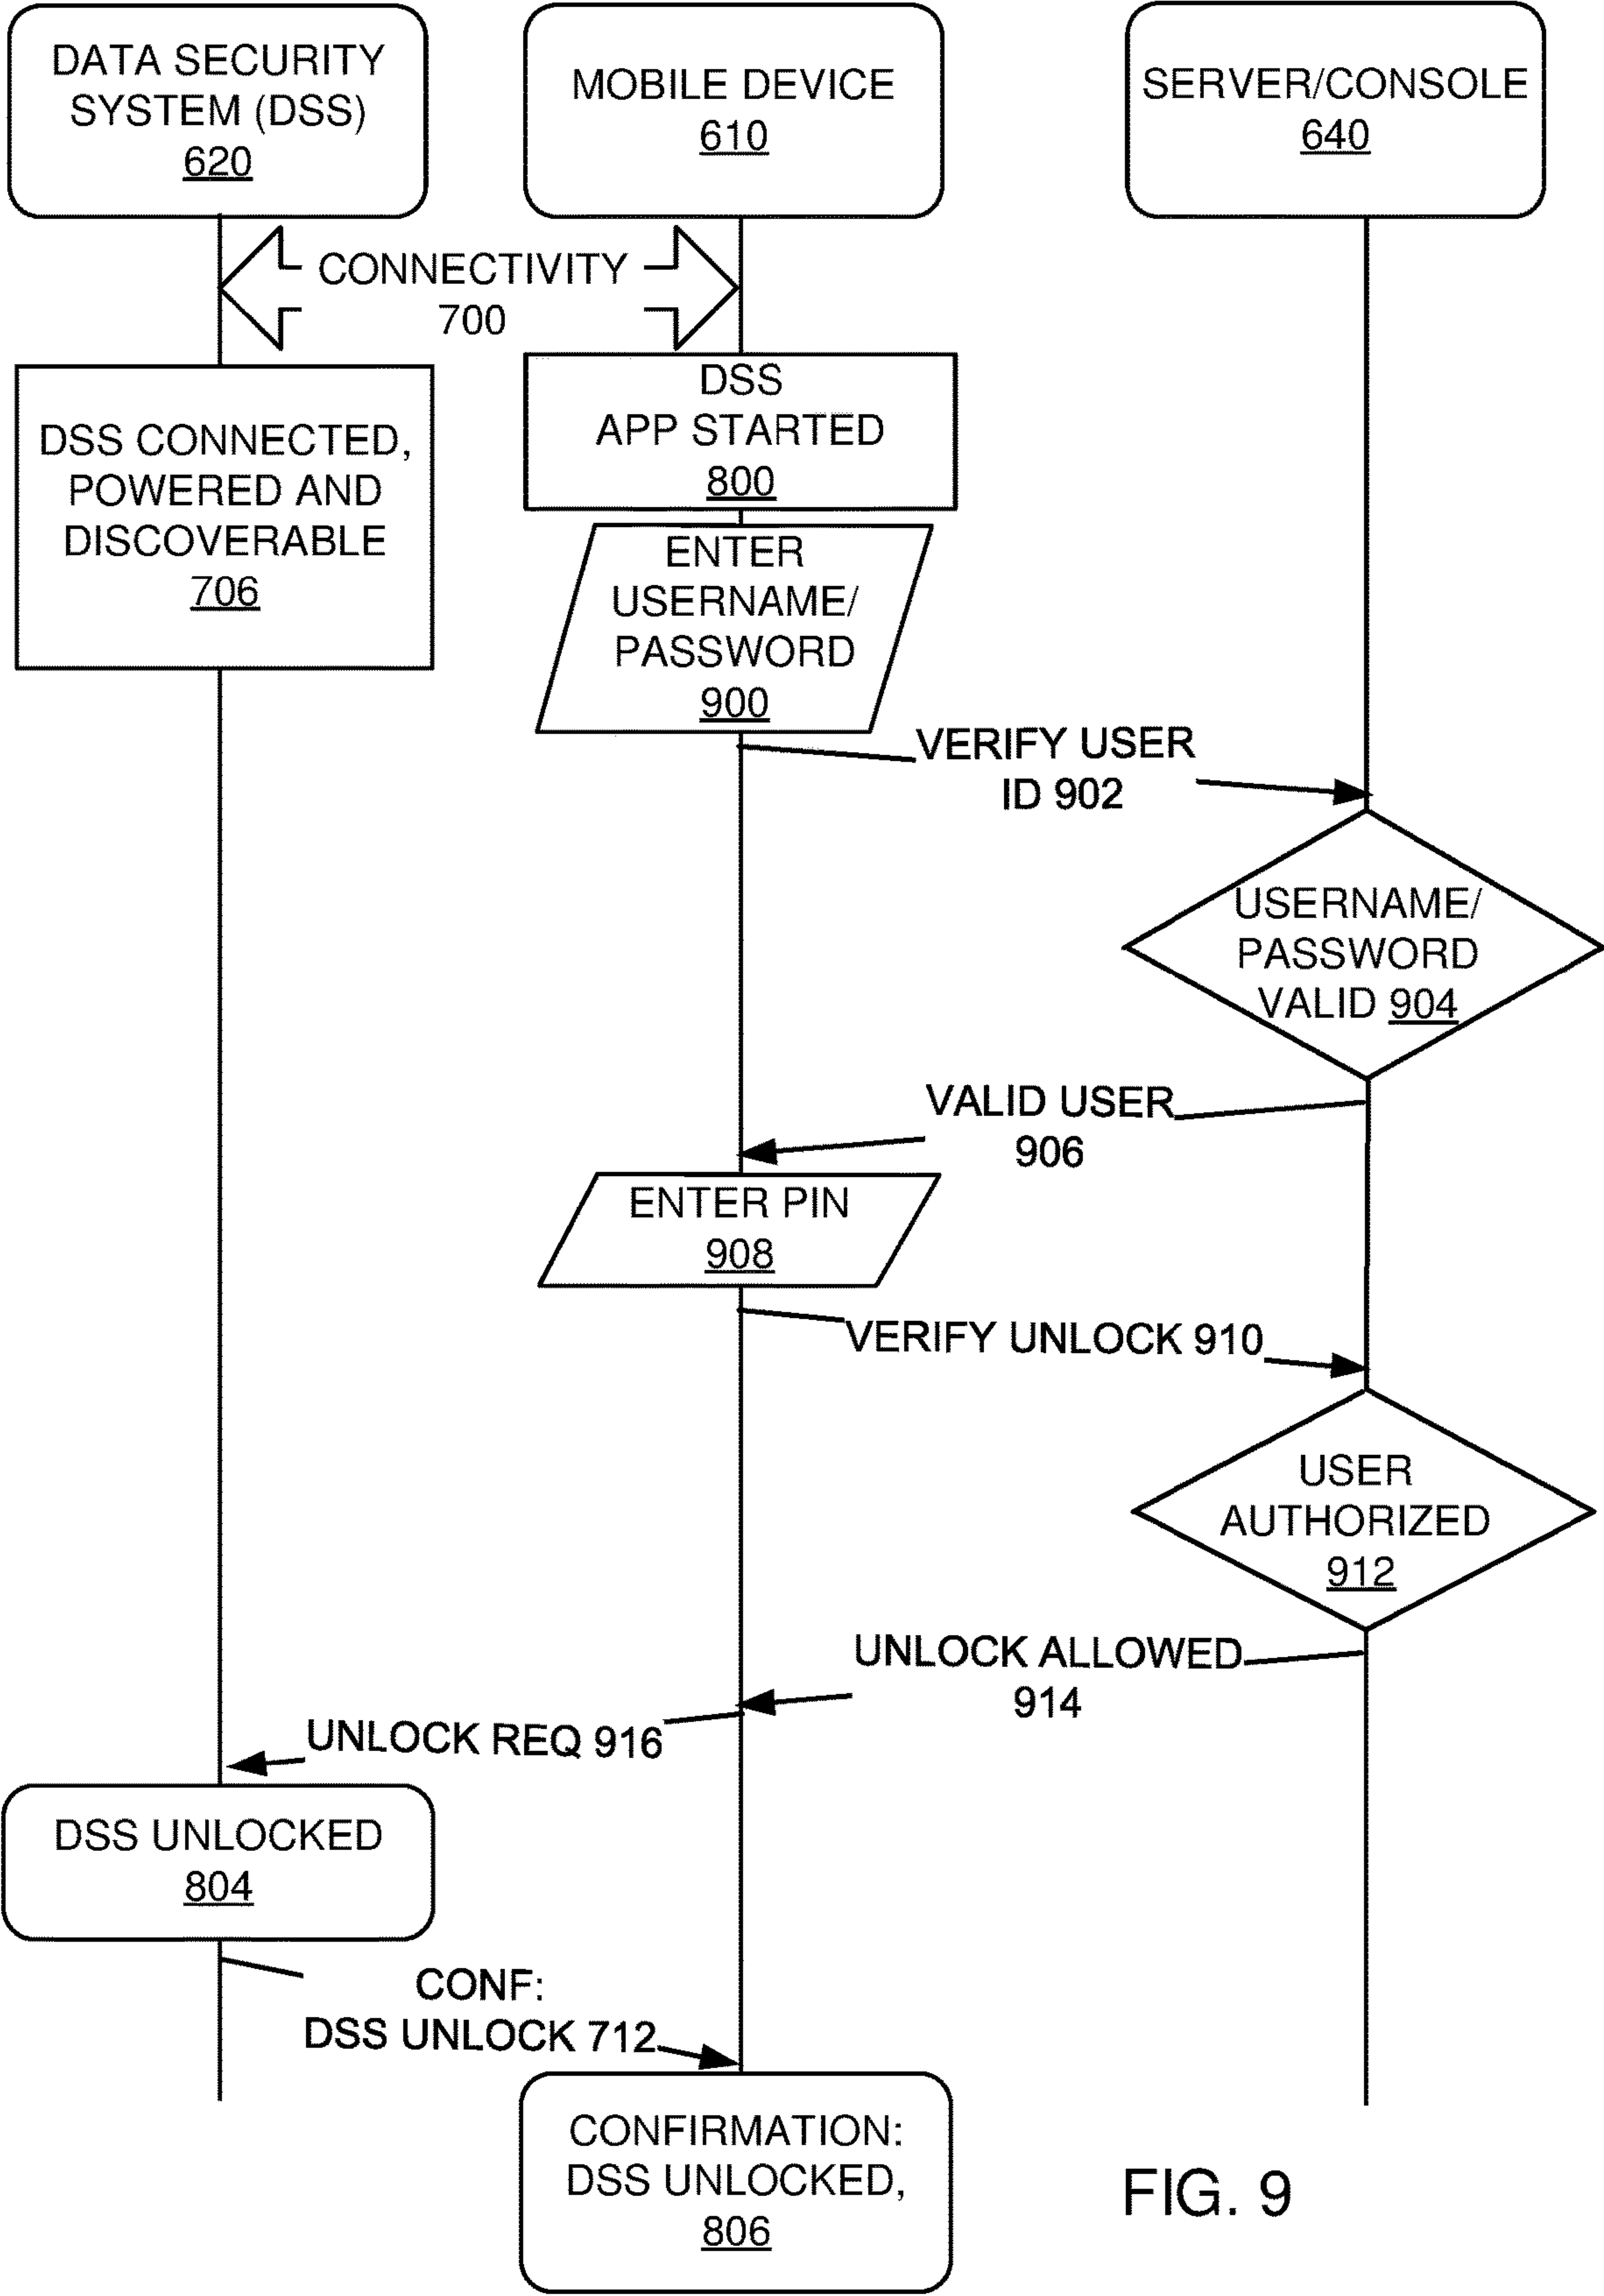 DATA SECURITY
SYSTEM (DSS)
620
MOBILE DEVICE
610
SERVER/CONSOLE
640
CONNECTIVITY
700
DSS CONNECTED,
POWERED AND
DISCOVERABLE
706
DSS
APP STARTED
800
ENTER
USERNAME/
PASSWORD
900
VERIFY USER
ID 902
USERNAME/
PASSWORD
VALID 904
VALID USER
906
ENTER PIN
908
VERIFY UNLOCK 910
USER
AUTHORIZED
912
UNLOCK ALLOWED
914
UNLOCK REQ 916
DSS UNLOCKED
804
CONF:
DSS UNLOCK 712
CONFIRMATION:
DSS UNLOCKED,
806
FIG. 9